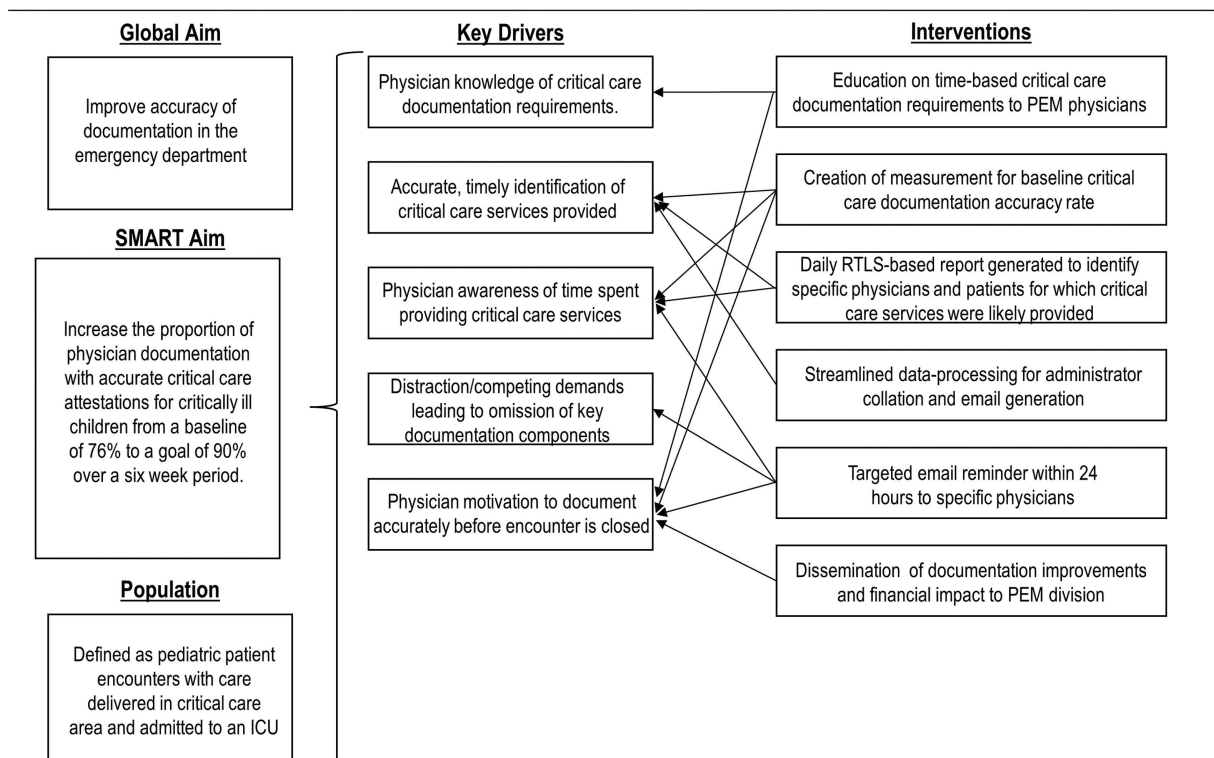 Global Aim
Improve accuracy of
documentation in the
emergency department
SMART Aim
Increase the proportion of
physician documentation
with accurate critical care
attestations for critically ill
children from a baseline
of 76% to a goal of 90%
over a six week period.
Population
Defined as pediatric patient
encounters with care
delivered in critical care
area and admitted to an ICU
Key Drivers
Physician knowledge of critical care
documentation requirements.
Accurate, timely identification of
critical care services provided
Physician awareness of time spent
providing critical care services
Distraction/competing demands
leading to omission of key
documentation components
Physician motivation to document
accurately before encounter is closed
Interventions
Education on time-based critical care
documentation requirements to PEM physicians
Creation of measurement for baseline critical
care documentation accuracy rate
Daily RTLS-based report generated to identify
specific physicians and patients for which critical
care services were likely provided
Streamlined data-processing for administrator
collation and email generation
Targeted email reminder within 24
hours to specific physicians
Dissemination of documentation improvements
and financial impact to PEM division